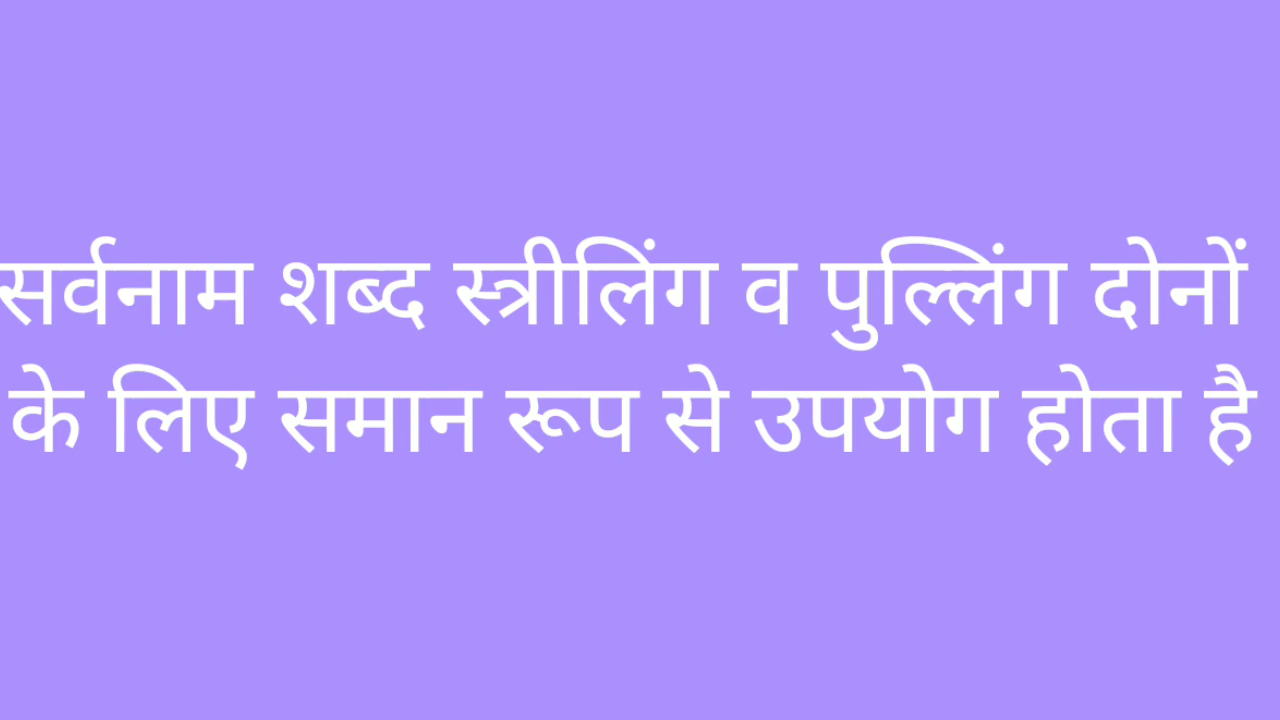 सर्वनाम शब्द स्त्रीलिंग व पुल्लिंग दोनों
के लिए समान रूप से उपयोग होता है